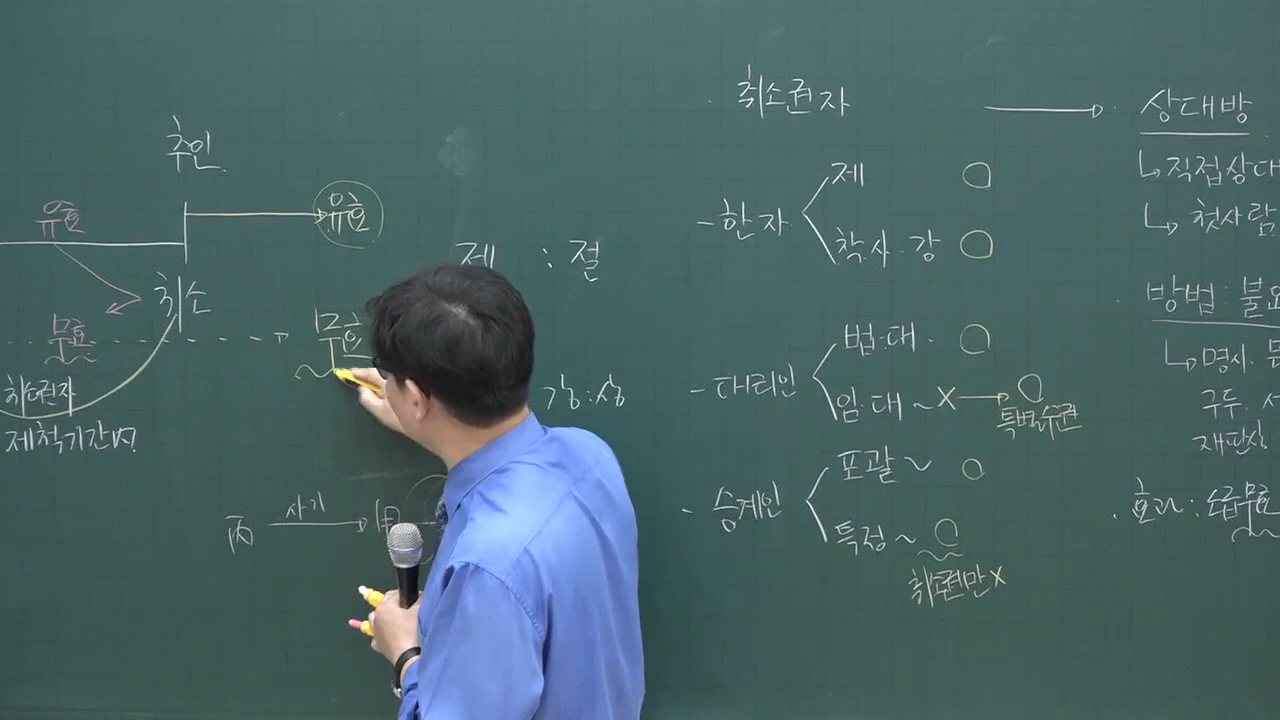 추인
유효
유효
취소
무효
무효
취소권자
제척기간內
제 : 절
강:상
丙 사기
취소권자
상대방
- 한자
제
착.사.강
- 대리인
법.대.
임.대~X
특별수권
- 승계인
포괄~
특정~
취소권만X
직접상대
첫사람
방법: 불요
명시.
구두.
재판상
효과: 소급무효